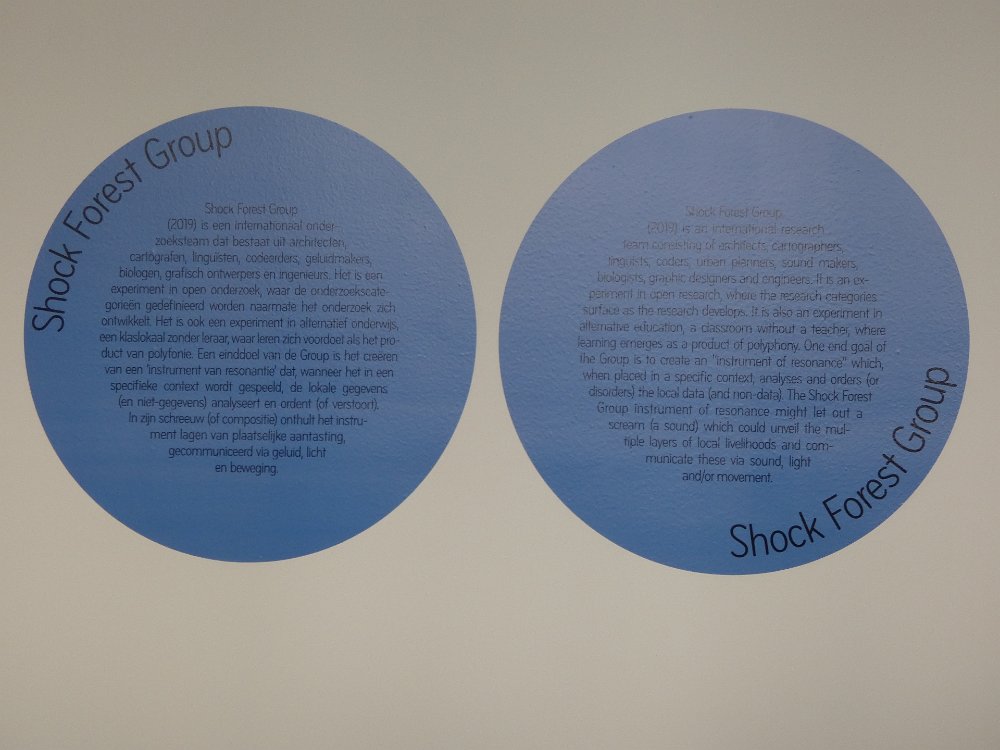 Shock Forest Group
Shock Forest Group
(2019) is een internationaal onder-
zoeksteam dat bestaat uit architecten,
cartografen, linguïsten, codeerders, geluidmakers,
biologen, grafisch ontwerpers en ingenieurs. Het is een
experiment in open onderzoek, waar de onderzoekscate-
gorieën gedefinieerd worden naarmate het onderzoek zich
ontwikkelt. Het is ook een experiment in alternatief onderwijs,
een klaslokaal zonder leraar, waar leren zich voordoet als het pro-
duct van polyfonie. Een einddoel van de Group is het creëren
van een 'instrument van resonantie' dat, wanneer het in een
specifieke context wordt gespeeld, de lokale gegevens
(en niet-gegevens) analyseert en ordent (of verstoort).
In zijn schreeuw (of compositie) onthult het instru-
ment lagen van plaatselijke aantasting,
gecommuniceerd via geluid, licht
en beweging.
Shock Forest Group
(2019) is an international research
team consisting of architects, cartographers,
linguists, coders, urban planners, sound makers,
biologists, graphic designers and engineers. It is an ex-
periment in open research, where the research categories
surface as the research develops. It is also an experiment in
alternative education, a classroom without a teacher, where
learning emerges as a product of polyphony. One end goal of
the Group is to create an "instrument of resonance" which,
when placed in a specific context, analyses and orders (or
disorders) the local data (and non-data). The Shock Forest
Group instrument of resonance might let out a
scream (a sound) which could unveil the mul-
tiple layers of local livelihoods and com-
municate these via sound, light
and/or movement.
Shock Forest Group